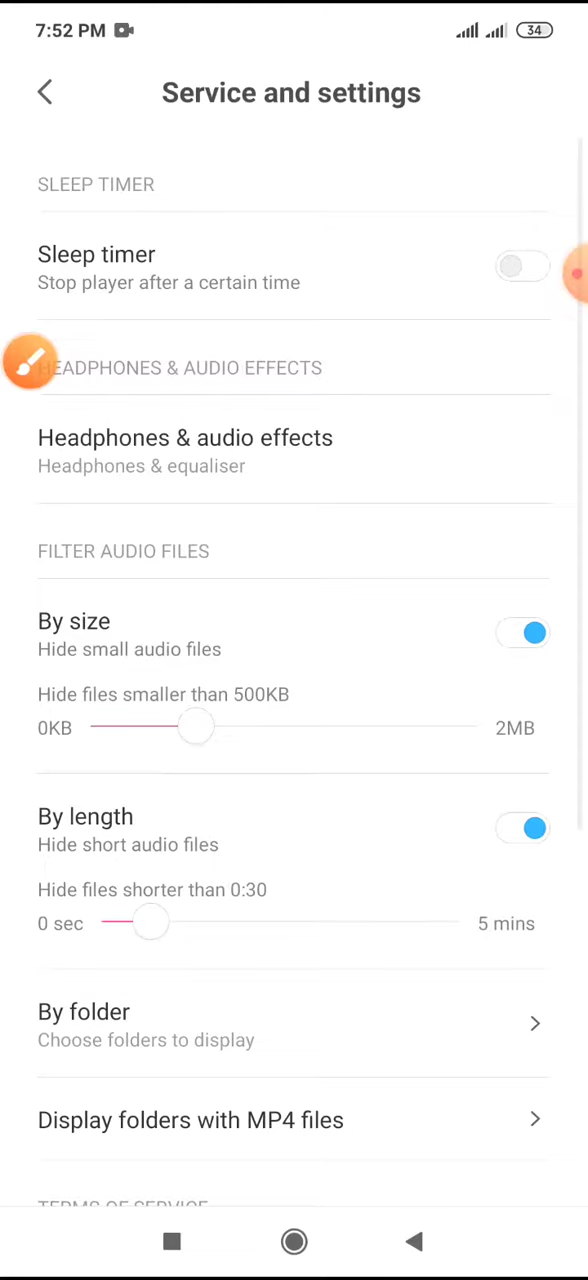 7:52 PM
34
Service and settings
SLEEP TIMER
Sleep timer
Stop player after a certain time
HEADPHONES & AUDIO EFFECTS
Headphones & audio effects
Headphones & equaliser
FILTER AUDIO FILES
By size
Hide small audio files
Hide files smaller than 500KB
0KB
2MB
By length
Hide short audio files
Hide files shorter than 0:30
0 sec
5 mins
By folder
Choose folders to display
Display folders with MP4 files
TERMS OF SERVICE